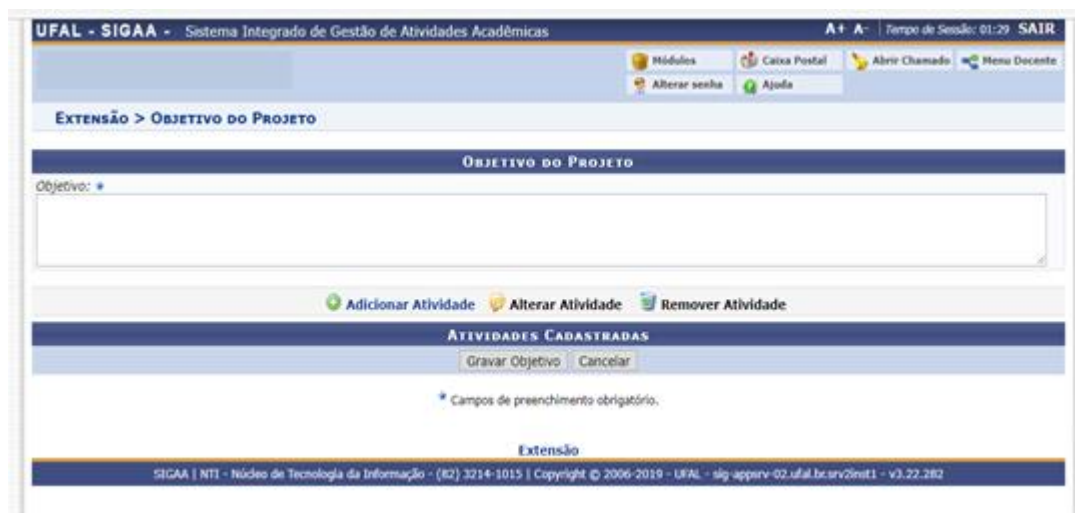 UFAL - SIGAA - Sistema Integrado de Gestão de Atividades Acadêmicas A+ A- Tempo de Sessão: 01:29 SAIR
Módulos Caixa Postal Abrir Chamado Menu Docente
Alterar senha Ajuda
EXTENSÃO > OBJETIVO DO PROJETO
OBJETIVO DO PROJETO
Objetivo: *
Adicionar Atividade Alterar Atividade Remover Atividade
ATIVIDADES CADASTRADAS
Gravar Objetivo Cancelar
* Campos de preenchimento obrigatório.
Extensão
SIGAA | NTI - Núcleo de Tecnologia da Informação - (82) 3214-1015 | Copyright © 2006-2019 - UFAL - sig-appsrv-02.ufal.br.srv2inst1 - v3.22.282